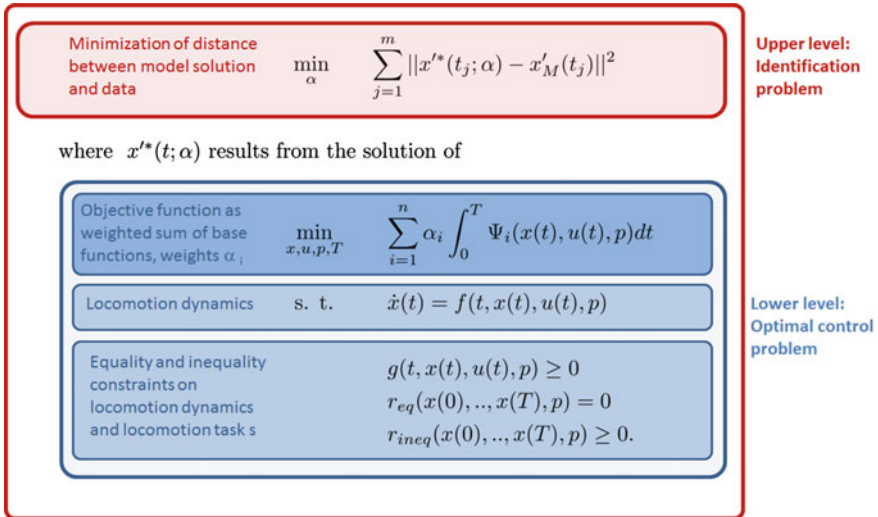 Minimization of distance
between model solution
and data
min
α
m
∑
j=1
||x′*(t_j; α) − x′_M(t_j)||²
Upper level:
Identification
problem
where x′*(t; α) results from the solution of
Objective function as
weighted sum of base
functions, weights α i
min
x,u,p,T
n
∑
i=1
α_i ∫_0^T Ψ_i(x(t), u(t), p)dt
Locomotion dynamics
s. t.
ẋ(t) = f(t, x(t), u(t), p)
Lower level:
Optimal control
problem
Equality and inequality
constraints on
locomotion dynamics
and locomotion task s
g(t, x(t), u(t), p) ≥ 0
r_eq(x(0), .., x(T), p) = 0
r_ineq(x(0), .., x(T), p) ≥ 0.